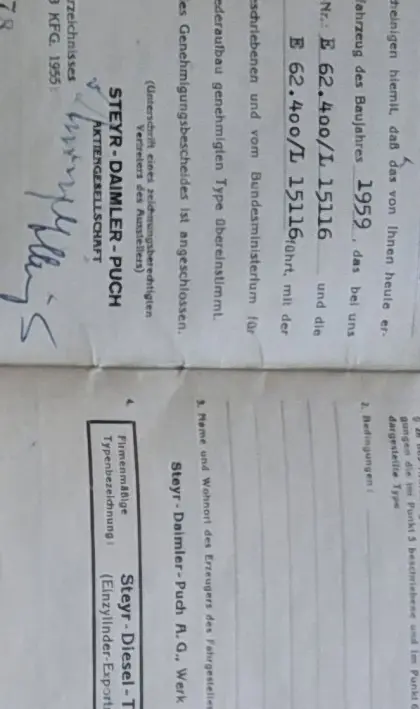 einigen hiemit, daß das von Ihnen heute er-
fahrzeug des Baujahres 1959, das bei uns
Nr.: E 62.400/L 15116 und die
E 62.400/L 15116 führt, mit der
schriebenen und vom Bundesministerium für
ederaufbau genehmigten Type übereinstimmt.
es Genehmigungsbescheides ist angeschlossen.
(Unterschrift eines zeichnungsberechtigten
Vertreters des Ausstellers)
STEYR-DAIMLER-PUCH
AKTIENGESELLSCHAFT
rzeichnisses
KFG. 1955:
78
gungen die im Punkt 5 beschriebene und im Punkt
dargestellte Type
2. Bedingungen:
3. Name und Wohnort des Erzeugers des Fahrgestelles
Steyr-Daimler-Puch A.G., Werk
4. Firmenmäßige
Typenbezeichnung:
Steyr-Diesel-T
(Einzylinder-Export